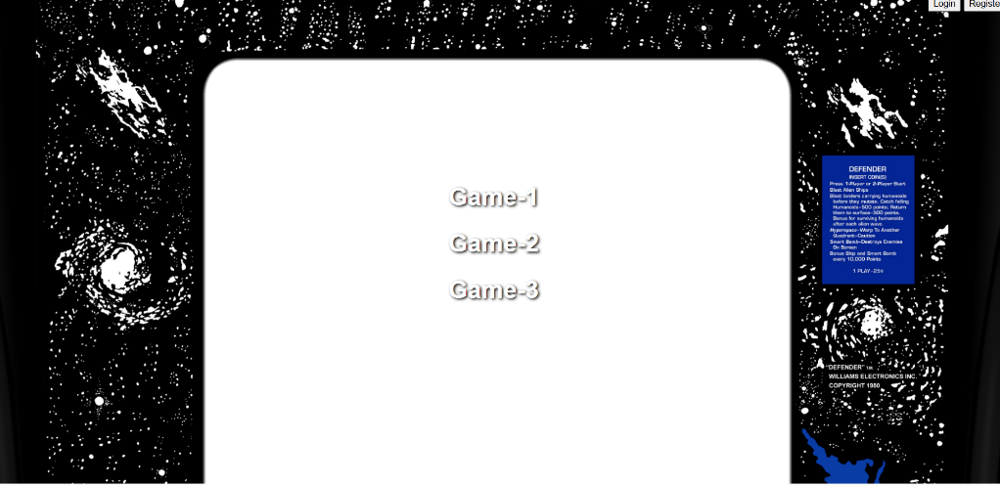 Login Registe
Game-1
Game-2
Game-3
DEFENDER
INSERT COIN(S)
Press 1-Player or 2-Player Start
Blast Alien Ships
Blast landers carrying humanoids
before they mutate. Catch falling
Humanoids-500 points; Return
them to surface-500 points.
Bonus for surviving humanoids
after each alien wave.
Hyperspace-Warp To Another
Quadrant-Caution
Smart Bomb-Destroys Enemies
On Screen
Bonus Ship and Smart Bomb
every 10,000 Points
1 PLAY-25¢
"DEFENDER" TM
WILLIAMS ELECTRONICS INC.
COPYRIGHT 1980